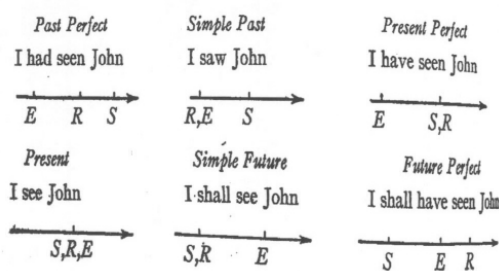 Past Perfect
I had seen John
E R S
Simple Past
I saw John
R,E S
Present Perfect
I have seen John
E S,R
Present
I see John
S,R,E
Simple Future
I shall see John
S,R E
Future Perfect
I shall have seen John
S E R